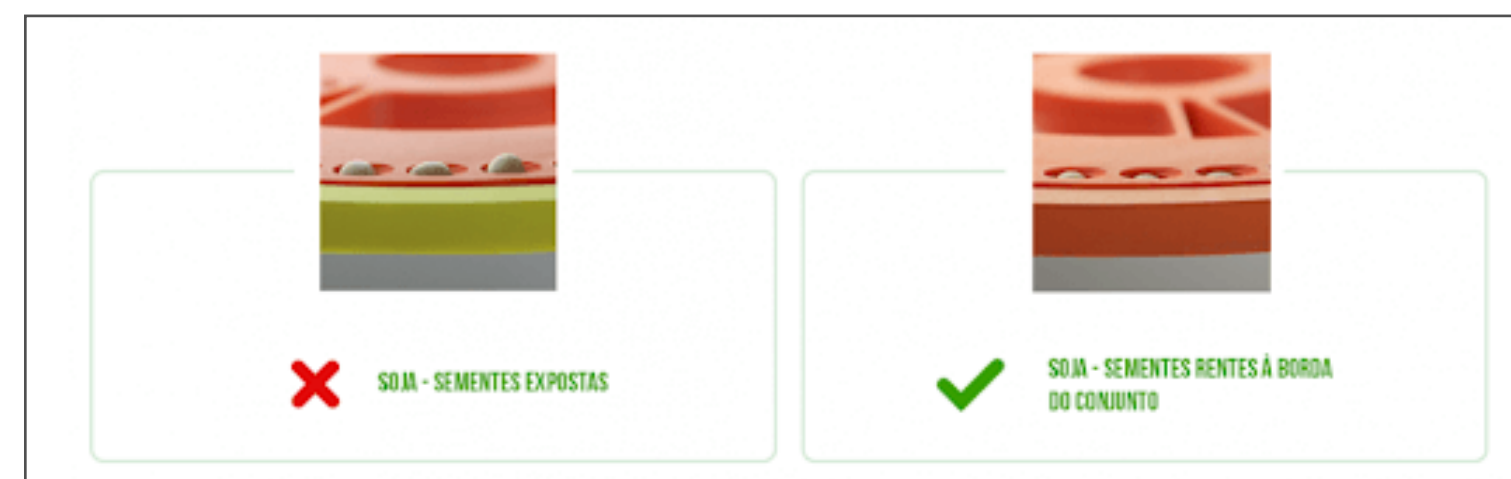 SOJA - SEMENTES EXPOSTAS
SOJA - SEMENTES RENTES À BORDA
DO CONJUNTO